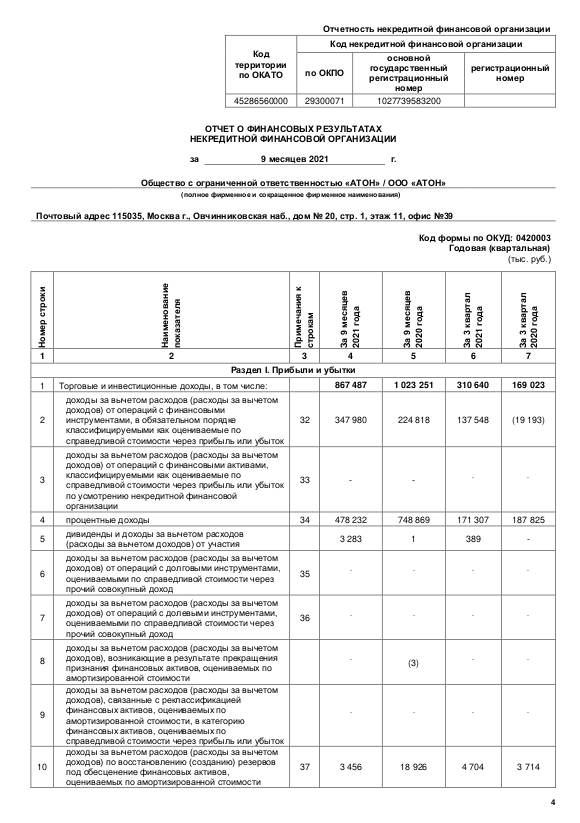 Отчетность некредитной финансовой организации
Код территории по ОКАТО
Код некредитной финансовой организации
по ОКПО
основной государственный регистрационный номер
регистрационный номер
45286560000 29300071 1027739583200
ОТЧЕТ О ФИНАНСОВЫХ РЕЗУЛЬТАТАХ
НЕКРЕДИТНОЙ ФИНАНСОВОЙ ОРГАНИЗАЦИИ
за 9 месяцев 2021 г.
Общество с ограниченной ответственностью «АТОН» / ООО «АТОН»
(полное фирменное и сокращенное фирменное наименования)
Почтовый адрес 115035, Москва г., Овчинниковская наб., дом № 20, стр. 1, этаж 11, офис №39
Код формы по ОКУД: 0420003
Годовая (квартальная)
(тыс. руб.)
Номер строки
Наименование показателя
Примечания к строкам
За 9 месяцев 2021 года
За 9 месяцев 2020 года
За 3 квартал 2021 года
За 3 квартал 2020 года
1 2 3 4 5 6 7
Раздел I. Прибыли и убытки
1 Торговые и инвестиционные доходы, в том числе: 867 487 1 023 251 310 640 169 023
доходы за вычетом расходов (расходы за вычетом
доходов) от операций с финансовыми
2 инструментами, в обязательном порядке 32 347 980 224 818 137 548 (19 193)
классифицируемыми как оцениваемые по
справедливой стоимости через прибыль или убыток
доходы за вычетом расходов (расходы за вычетом
доходов) от операций с финансовыми активами,
классифицируемыми как оцениваемые по
3 справедливой стоимости через прибыль или убыток 33 - - - -
по усмотрению некредитной финансовой
организации
4 процентные доходы 34 478 232 748 869 171 307 187 825
5 дивиденды и доходы за вычетом расходов 3 283 1 389 -
(расходы за вычетом доходов) от участия
доходы за вычетом расходов (расходы за вычетом
6 доходов) от операций с долговыми инструментами, 35 - - - -
оцениваемыми по справедливой стоимости через
прочий совокупный доход
доходы за вычетом расходов (расходы за вычетом
7 доходов) от операций с долевыми инструментами, 36 - - - -
оцениваемыми по справедливой стоимости через
прочий совокупный доход
доходы за вычетом расходов (расходы за вычетом
8 доходов), возникающие в результате прекращения - (3) - -
признания финансовых активов, оцениваемых по
амортизированной стоимости
доходы за вычетом расходов (расходы за вычетом
доходов), связанные с реклассификацией
финансовых активов, оцениваемых по
9 амортизированной стоимости, в категорию - - - -
финансовых активов, оцениваемых по
справедливой стоимости через прибыль или убыток
доходы за вычетом расходов (расходы за вычетом
10 доходов) по восстановлению (созданию) резервов 37 3 456 18 926 4 704 3 714
под обесценение финансовых активов,
оцениваемых по амортизированной стоимости
4